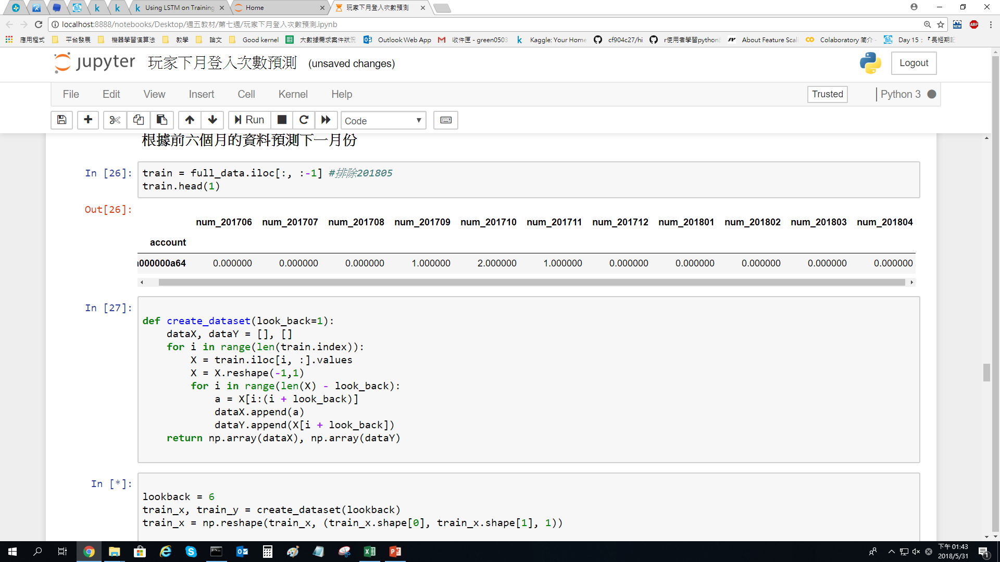 Using LSTM on Training
Home
玩家下月登入次數預測
localhost:8888/notebooks/Desktop/週五教材/第七週/玩家下月登入次數預測.ipynb
應用程式 平台發展 機器學習演算法 教學 論文 Good kernel 大數據需求案件狀況 Outlook Web App 收件匣 - green0503 Kaggle: Your Home cf904c27/hi r使用者學習python About Feature Scali Colaboratory 簡介 - Day 15：『長短期記
jupyter 玩家下月登入次數預測 (unsaved changes) Logout
File Edit View Insert Cell Kernel Help Trusted Python 3
Run Code
根據前六個月的資料預測下一月份
In [26]: train = full_data.iloc[:, :-1] #排除201805
train.head(1)
Out[26]:
num_201706 num_201707 num_201708 num_201709 num_201710 num_201711 num_201712 num_201801 num_201802 num_201803 num_201804
account
000000a64 0.000000 0.000000 0.000000 1.000000 2.000000 1.000000 0.000000 0.000000 0.000000 0.000000 0.000000
In [27]:
def create_dataset(look_back=1):
    dataX, dataY = [], []
    for i in range(len(train.index)):
        X = train.iloc[i, :].values
        X = X.reshape(-1,1)
        for i in range(len(X) - look_back):
            a = X[i:(i + look_back)]
            dataX.append(a)
            dataY.append(X[i + look_back])
    return np.array(dataX), np.array(dataY)
In [*]:
lookback = 6
train_x, train_y = create_dataset(lookback)
train_x = np.reshape(train_x, (train_x.shape[0], train_x.shape[1], 1))
下午 01:43
2018/5/31
1